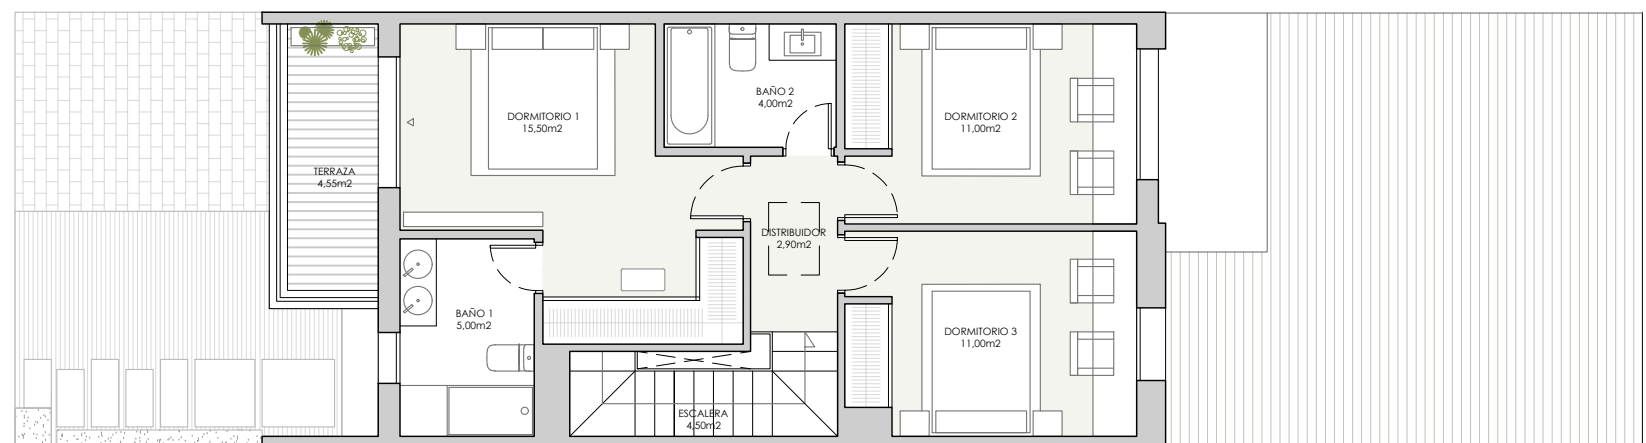 DORMITORIO 1
15,50m2
BAÑO 2
4,00m2
DORMITORIO 2
11,00m2
TERRAZA
4,55m2
DISTRIBUIDOR
2,90m2
BAÑO 1
5,00m2
DORMITORIO 3
11,00m2
ESCALERA
4,50m2